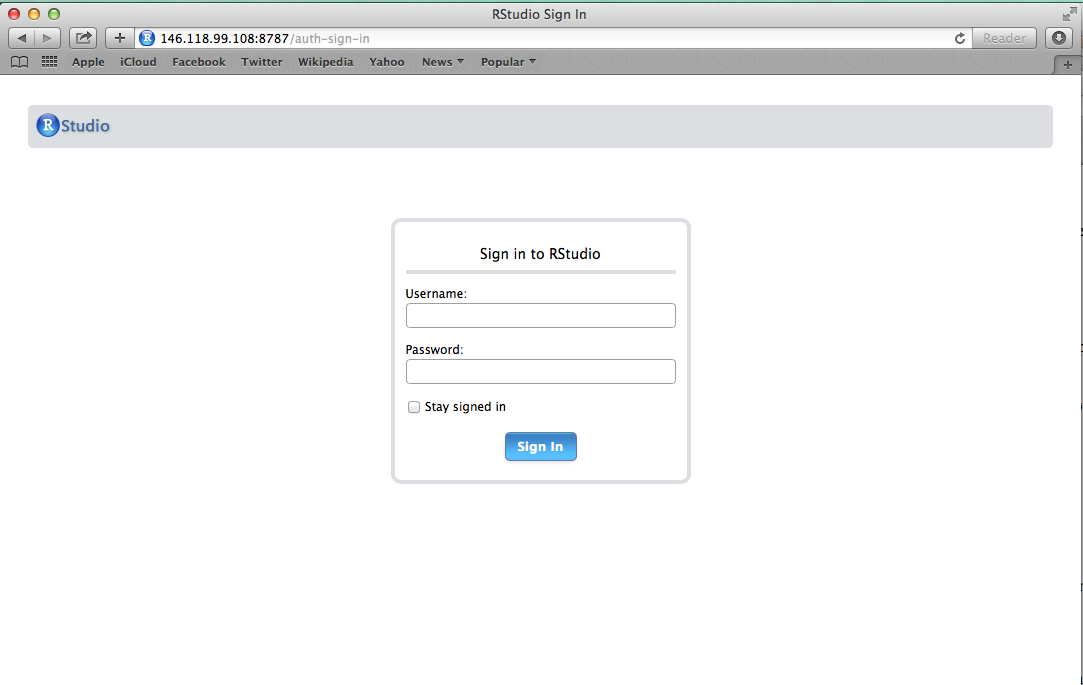 RStudio Sign In
146.118.99.108:8787/auth-sign-in
Reader
Apple iCloud Facebook Twitter Wikipedia Yahoo News Popular
R Studio
Sign in to RStudio
Username:
Password:
Stay signed in
Sign In